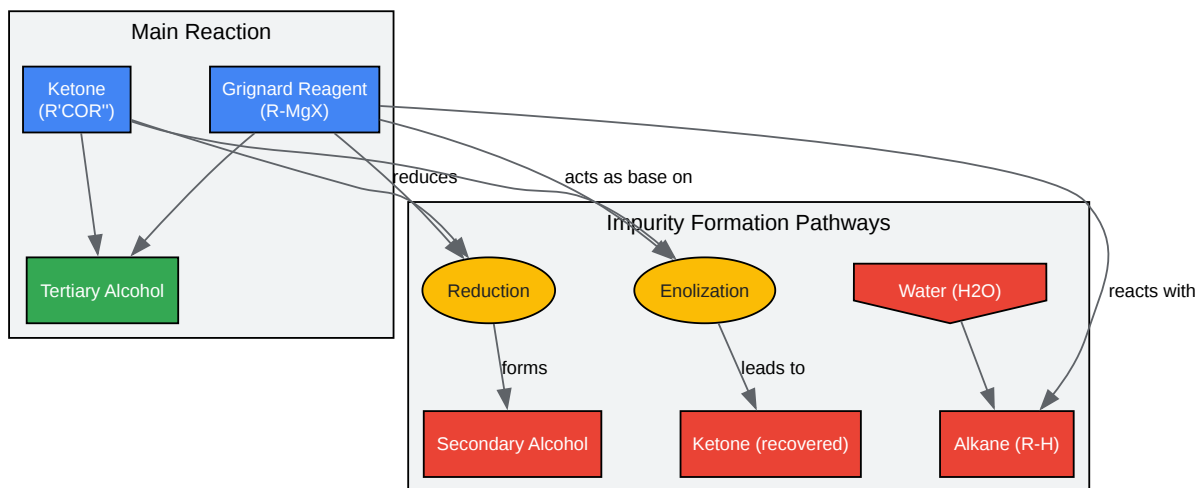 Main Reaction
Ketone
(R'COR")
Grignard Reagent
(R-MgX)
reduces
acts as base on
Impurity Formation Pathways
Tertiary Alcohol
Reduction
Enolization
Water (H2O)
reacts with
forms
leads to
Secondary Alcohol
Ketone (recovered)
Alkane (R-H)